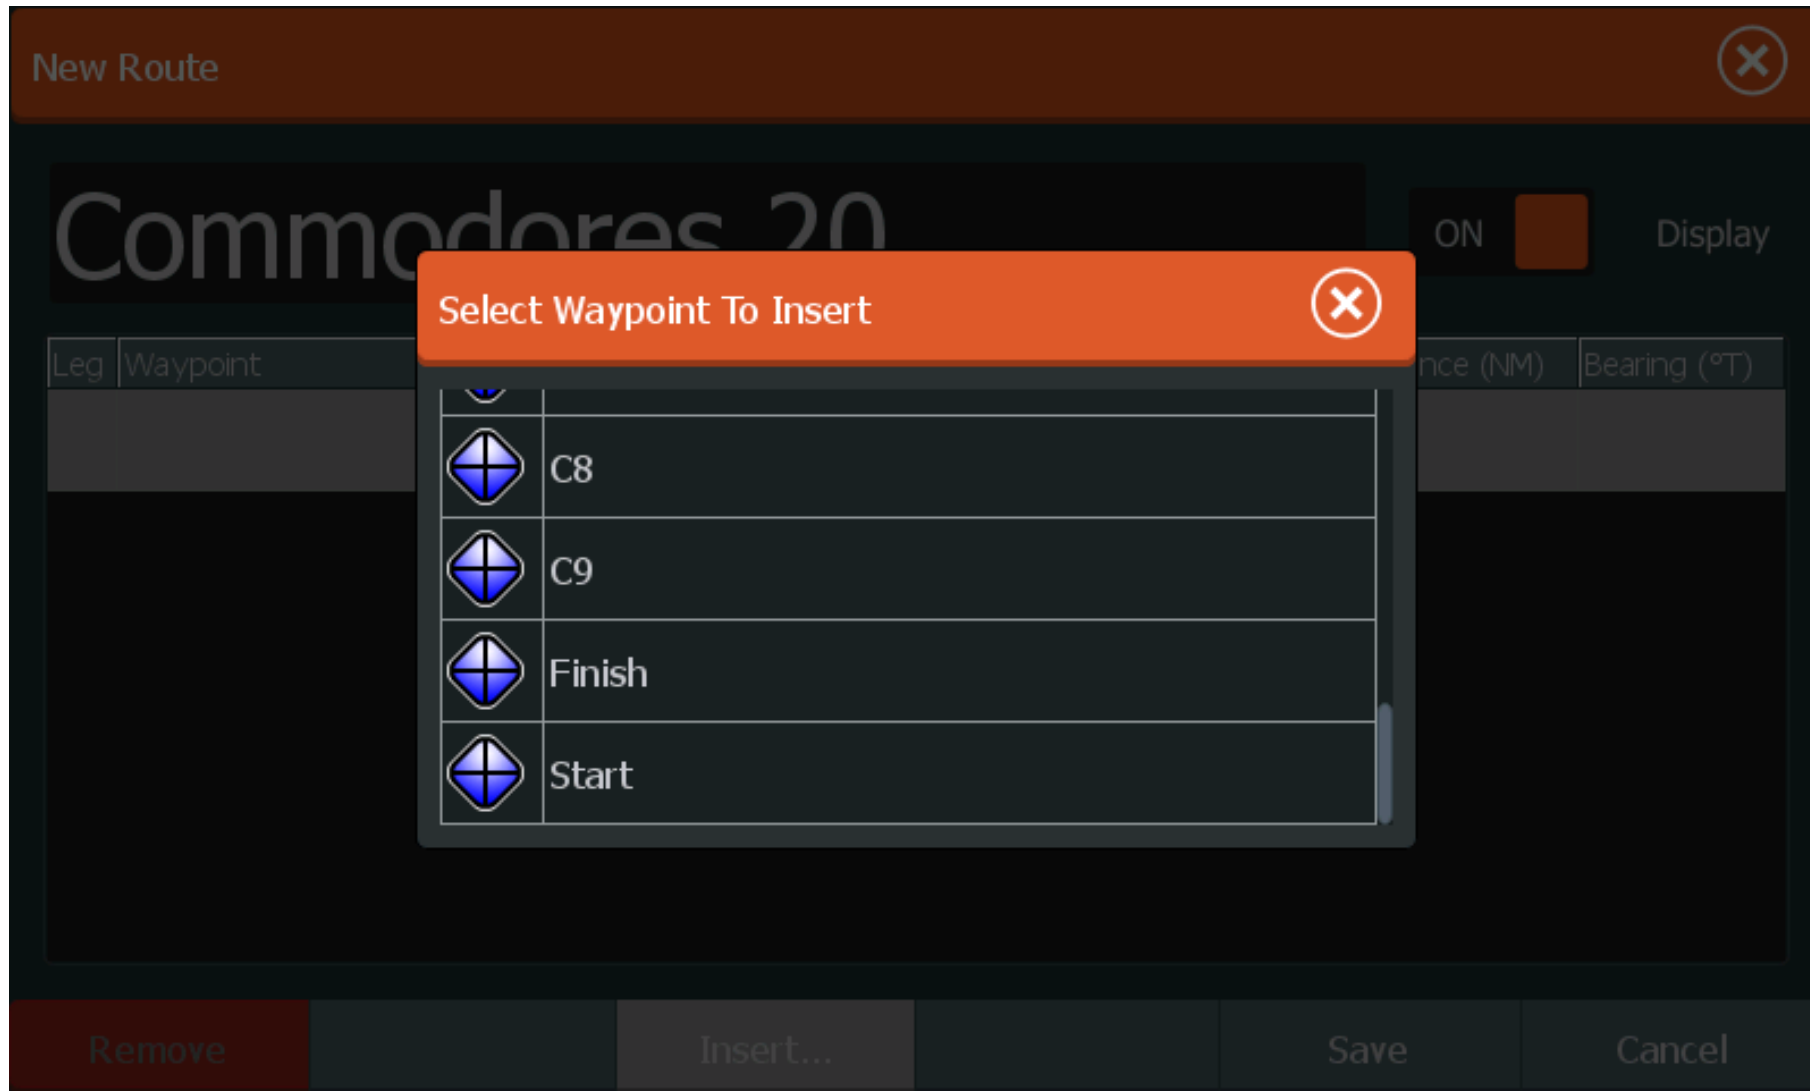 New Route
Commodores 20
ON
Display
Select Waypoint To Insert
Leg Waypoint nce (NM) Bearing (°T)
C8
C9
Finish
Start
Remove Insert... Save Cancel